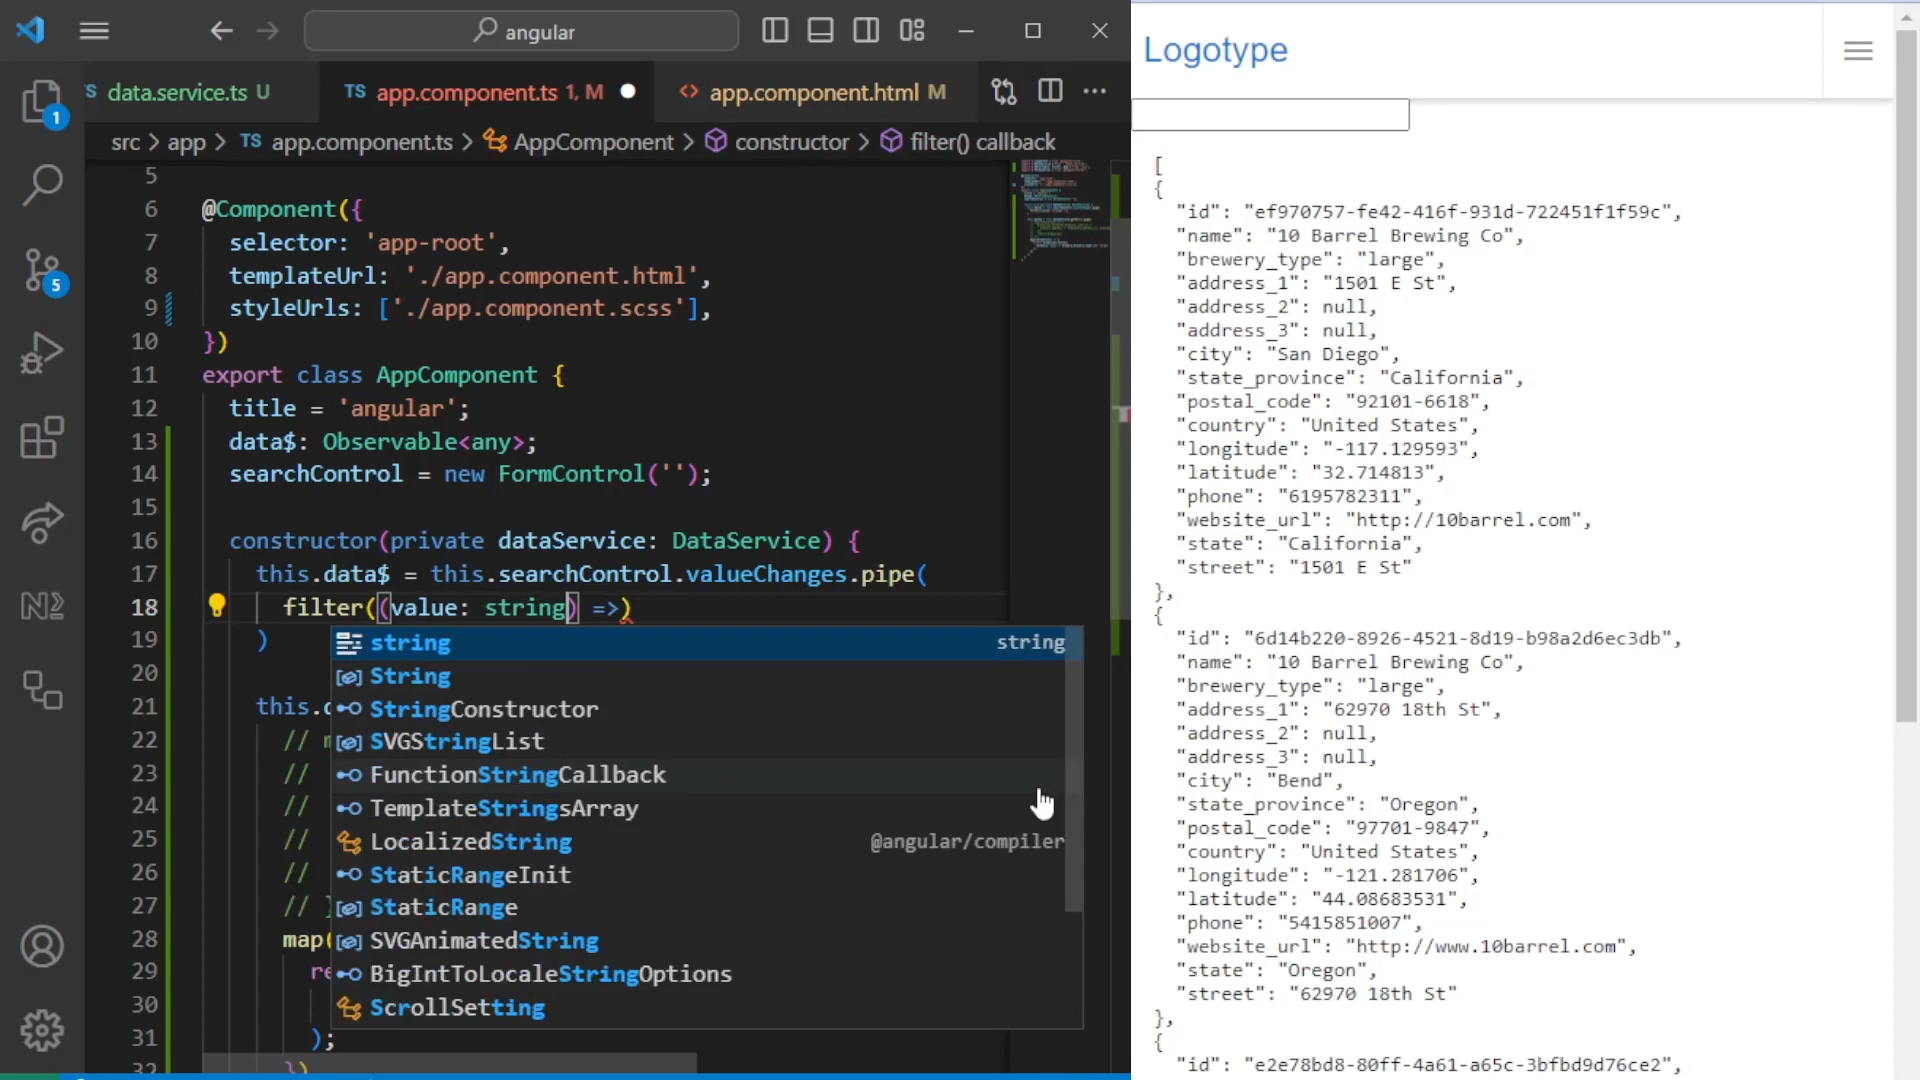 angular
data.service.ts U
TS app.component.ts 1, M
app.component.html M
src > app > TS app.component.ts > AppComponent > constructor > filter() callback
1
5
5
6 @Component({
7 selector: 'app-root',
8 templateUrl: './app.component.html',
9 styleUrls: ['./app.component.scss'],
10 })
11 export class AppComponent {
12 title = 'angular';
13 data$: Observable<any>;
14 searchControl = new FormControl('');
15
16 constructor(private dataService: DataService) {
17 this.data$ = this.searchControl.valueChanges.pipe(
18 filter((value: string) =>)
19 )
20
21 this.
22 //
23 //
24 //
25 //
26 //
27 // }
28 map(
29 re
30
31 );
32 })
string string
String
StringConstructor
SVGStringList
FunctionStringCallback
TemplateStringsArray
LocalizedString @angular/compiler
StaticRangeInit
StaticRange
SVGAnimatedString
BigIntToLocaleStringOptions
ScrollSetting
Logotype
[
{
"id": "ef970757-fe42-416f-931d-722451f1f59c",
"name": "10 Barrel Brewing Co",
"brewery_type": "large",
"address_1": "1501 E St",
"address_2": null,
"address_3": null,
"city": "San Diego",
"state_province": "California",
"postal_code": "92101-6618",
"country": "United States",
"longitude": "-117.129593",
"latitude": "32.714813",
"phone": "6195782311",
"website_url": "http://10barrel.com",
"state": "California",
"street": "1501 E St"
},
{
"id": "6d14b220-8926-4521-8d19-b98a2d6ec3db",
"name": "10 Barrel Brewing Co",
"brewery_type": "large",
"address_1": "62970 18th St",
"address_2": null,
"address_3": null,
"city": "Bend",
"state_province": "Oregon",
"postal_code": "97701-9847",
"country": "United States",
"longitude": "-121.281706",
"latitude": "44.08683531",
"phone": "5415851007",
"website_url": "http://www.10barrel.com",
"state": "Oregon",
"street": "62970 18th St"
},
{
"id": "e2e78bd8-80ff-4a61-a65c-3bfbd9d76ce2",